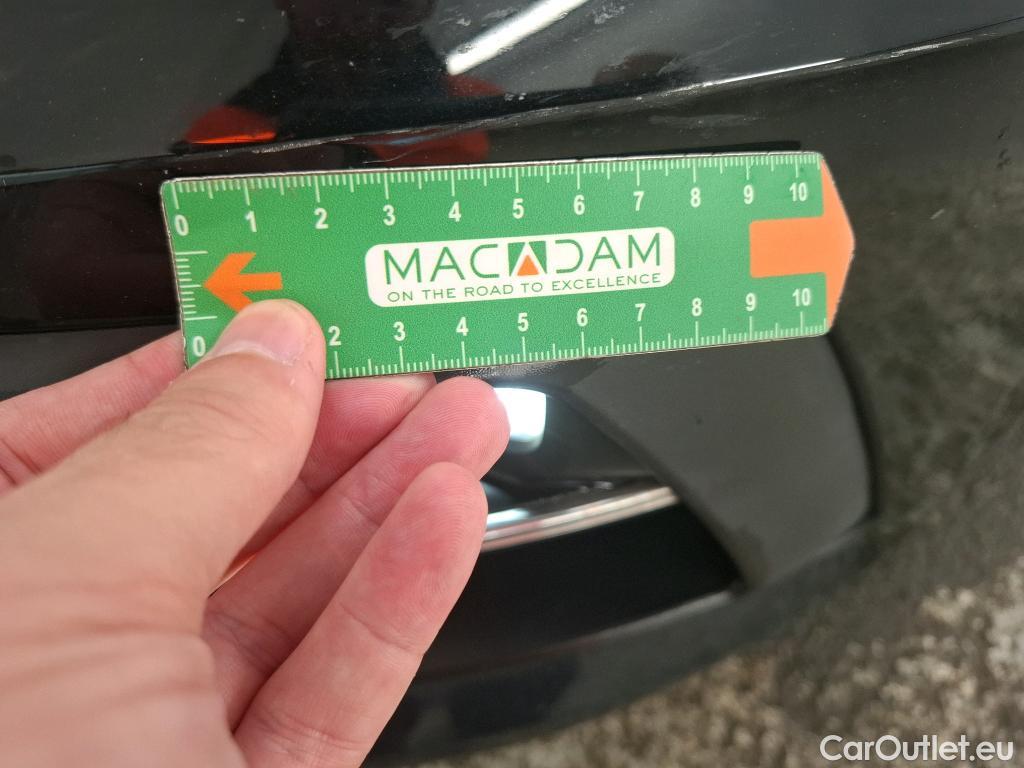 0 1 2 3 4 5 6 7 8 9 10
MACADAM
ON THE ROAD TO EXCELLENCE
0 2 3 4 5 6 7 8 9 10
CarOutlet.eu